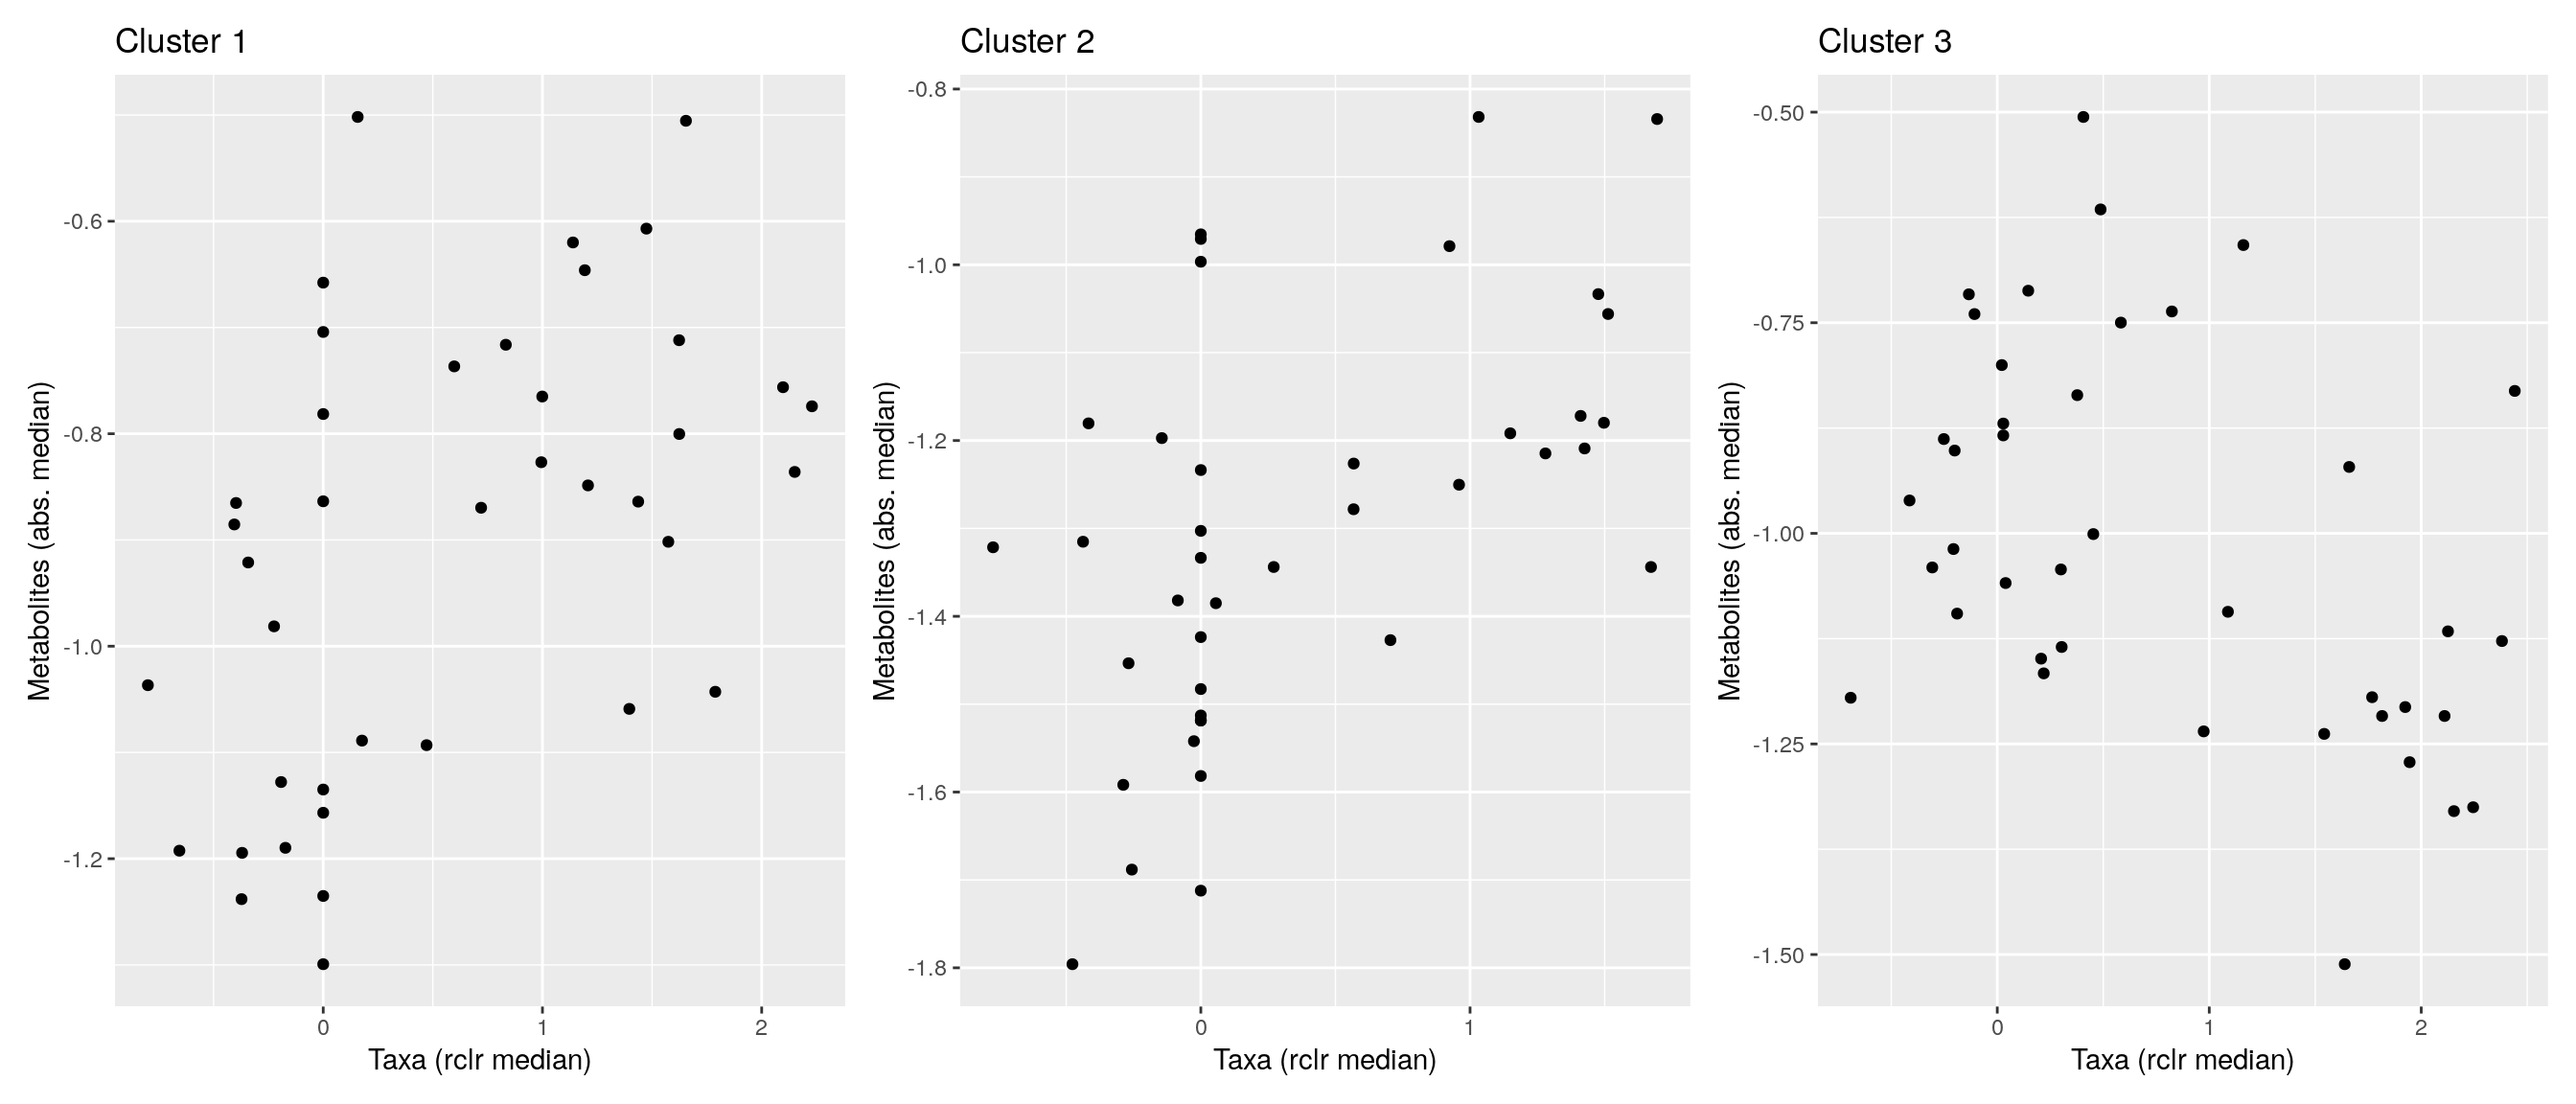 Cluster 1
Metabolites (abs. median)
-0.6
-0.8
-1.0
-1.2
0 1 2
Taxa (rclr median)
Cluster 2
Metabolites (abs. median)
-0.8
-1.0
-1.2
-1.4
-1.6
-1.8
0 1
Taxa (rclr median)
Cluster 3
Metabolites (abs. median)
-0.50
-0.75
-1.00
-1.25
-1.50
0 1 2
Taxa (rclr median)